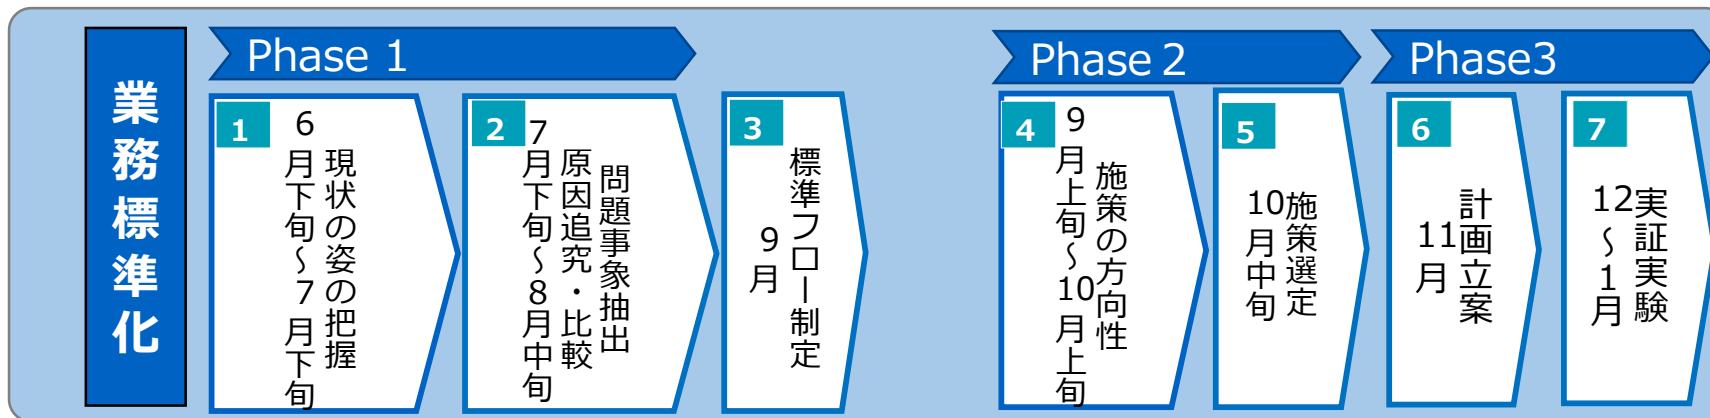 業務標準化
Phase 1
1
現状の姿の把握
6月下旬～7月下旬
2
問題事象抽出
原因追究・比較
7月下旬～8月中旬
3
標準フロー制定
9月
Phase 2
4
施策の方向性
9月上旬～10月上旬
5
施策選定
10月中旬
Phase3
6
計画立案
11月
7
実証実験
12～1月